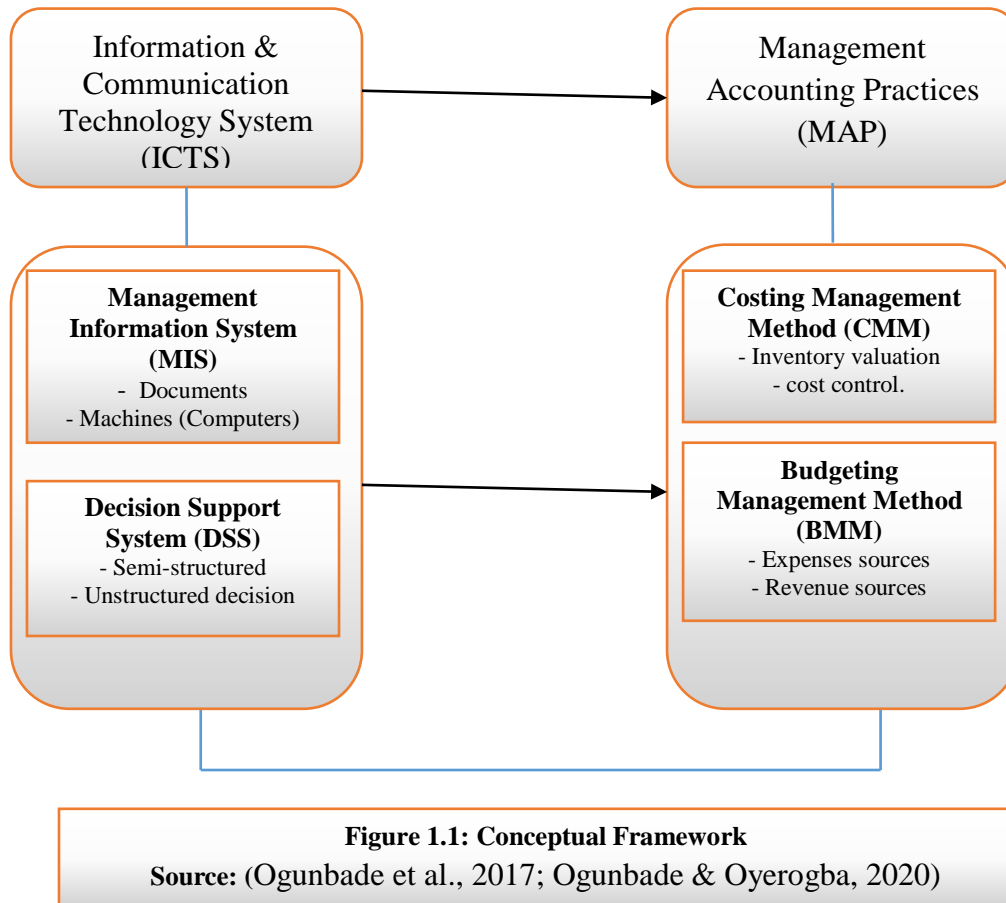 Information &
Communication
Technology System
(ICTS)
Management
Accounting Practices
(MAP)
Management
Information System
(MIS)
- Documents
- Machines (Computers)
Decision Support
System (DSS)
- Semi-structured
- Unstructured decision
Costing Management
Method (CMM)
- Inventory valuation
- cost control.
Budgeting
Management Method
(BMM)
- Expenses sources
- Revenue sources
Figure 1.1: Conceptual Framework
Source: (Ogunbade et al., 2017; Ogunbade & Oyerogba, 2020)